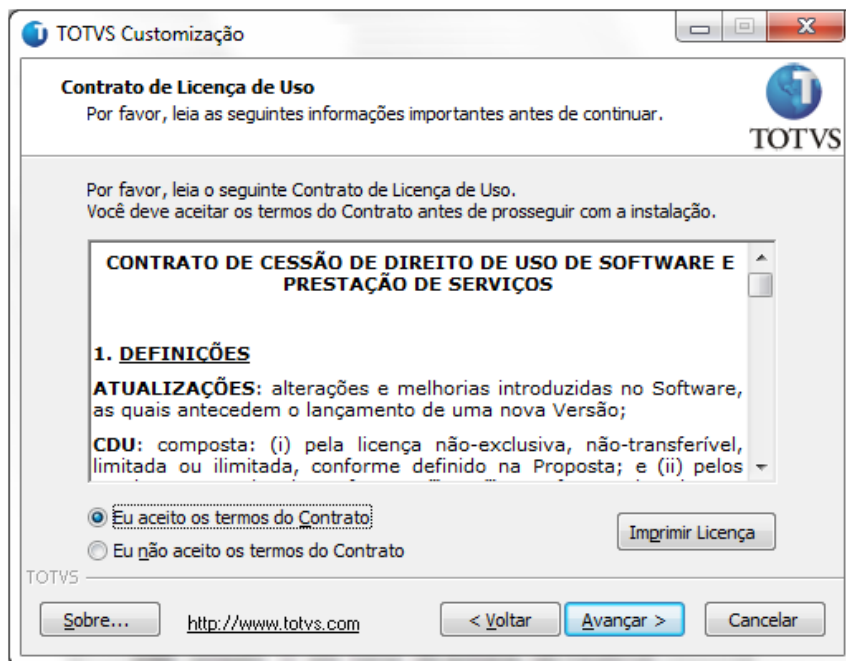 TOTVS Customização
Contrato de Licença de Uso
Por favor, leia as seguintes informações importantes antes de continuar.
TOTVS
Por favor, leia o seguinte Contrato de Licença de Uso.
Você deve aceitar os termos do Contrato antes de prosseguir com a instalação.
CONTRATO DE CESSÃO DE DIREITO DE USO DE SOFTWARE E
PRESTAÇÃO DE SERVIÇOS
1. DEFINIÇÕES
ATUALIZAÇÕES: alterações e melhorias introduzidas no Software,
as quais antecedem o lançamento de uma nova Versão;
CDU: composta: (i) pela licença não-exclusiva, não-transferível,
limitada ou ilimitada, conforme definido na Proposta; e (ii) pelos
Eu aceito os termos do Contrato
Imprimir Licença
Eu não aceito os termos do Contrato
TOTVS
Sobre...
http://www.totvs.com
< Voltar
Avançar >
Cancelar